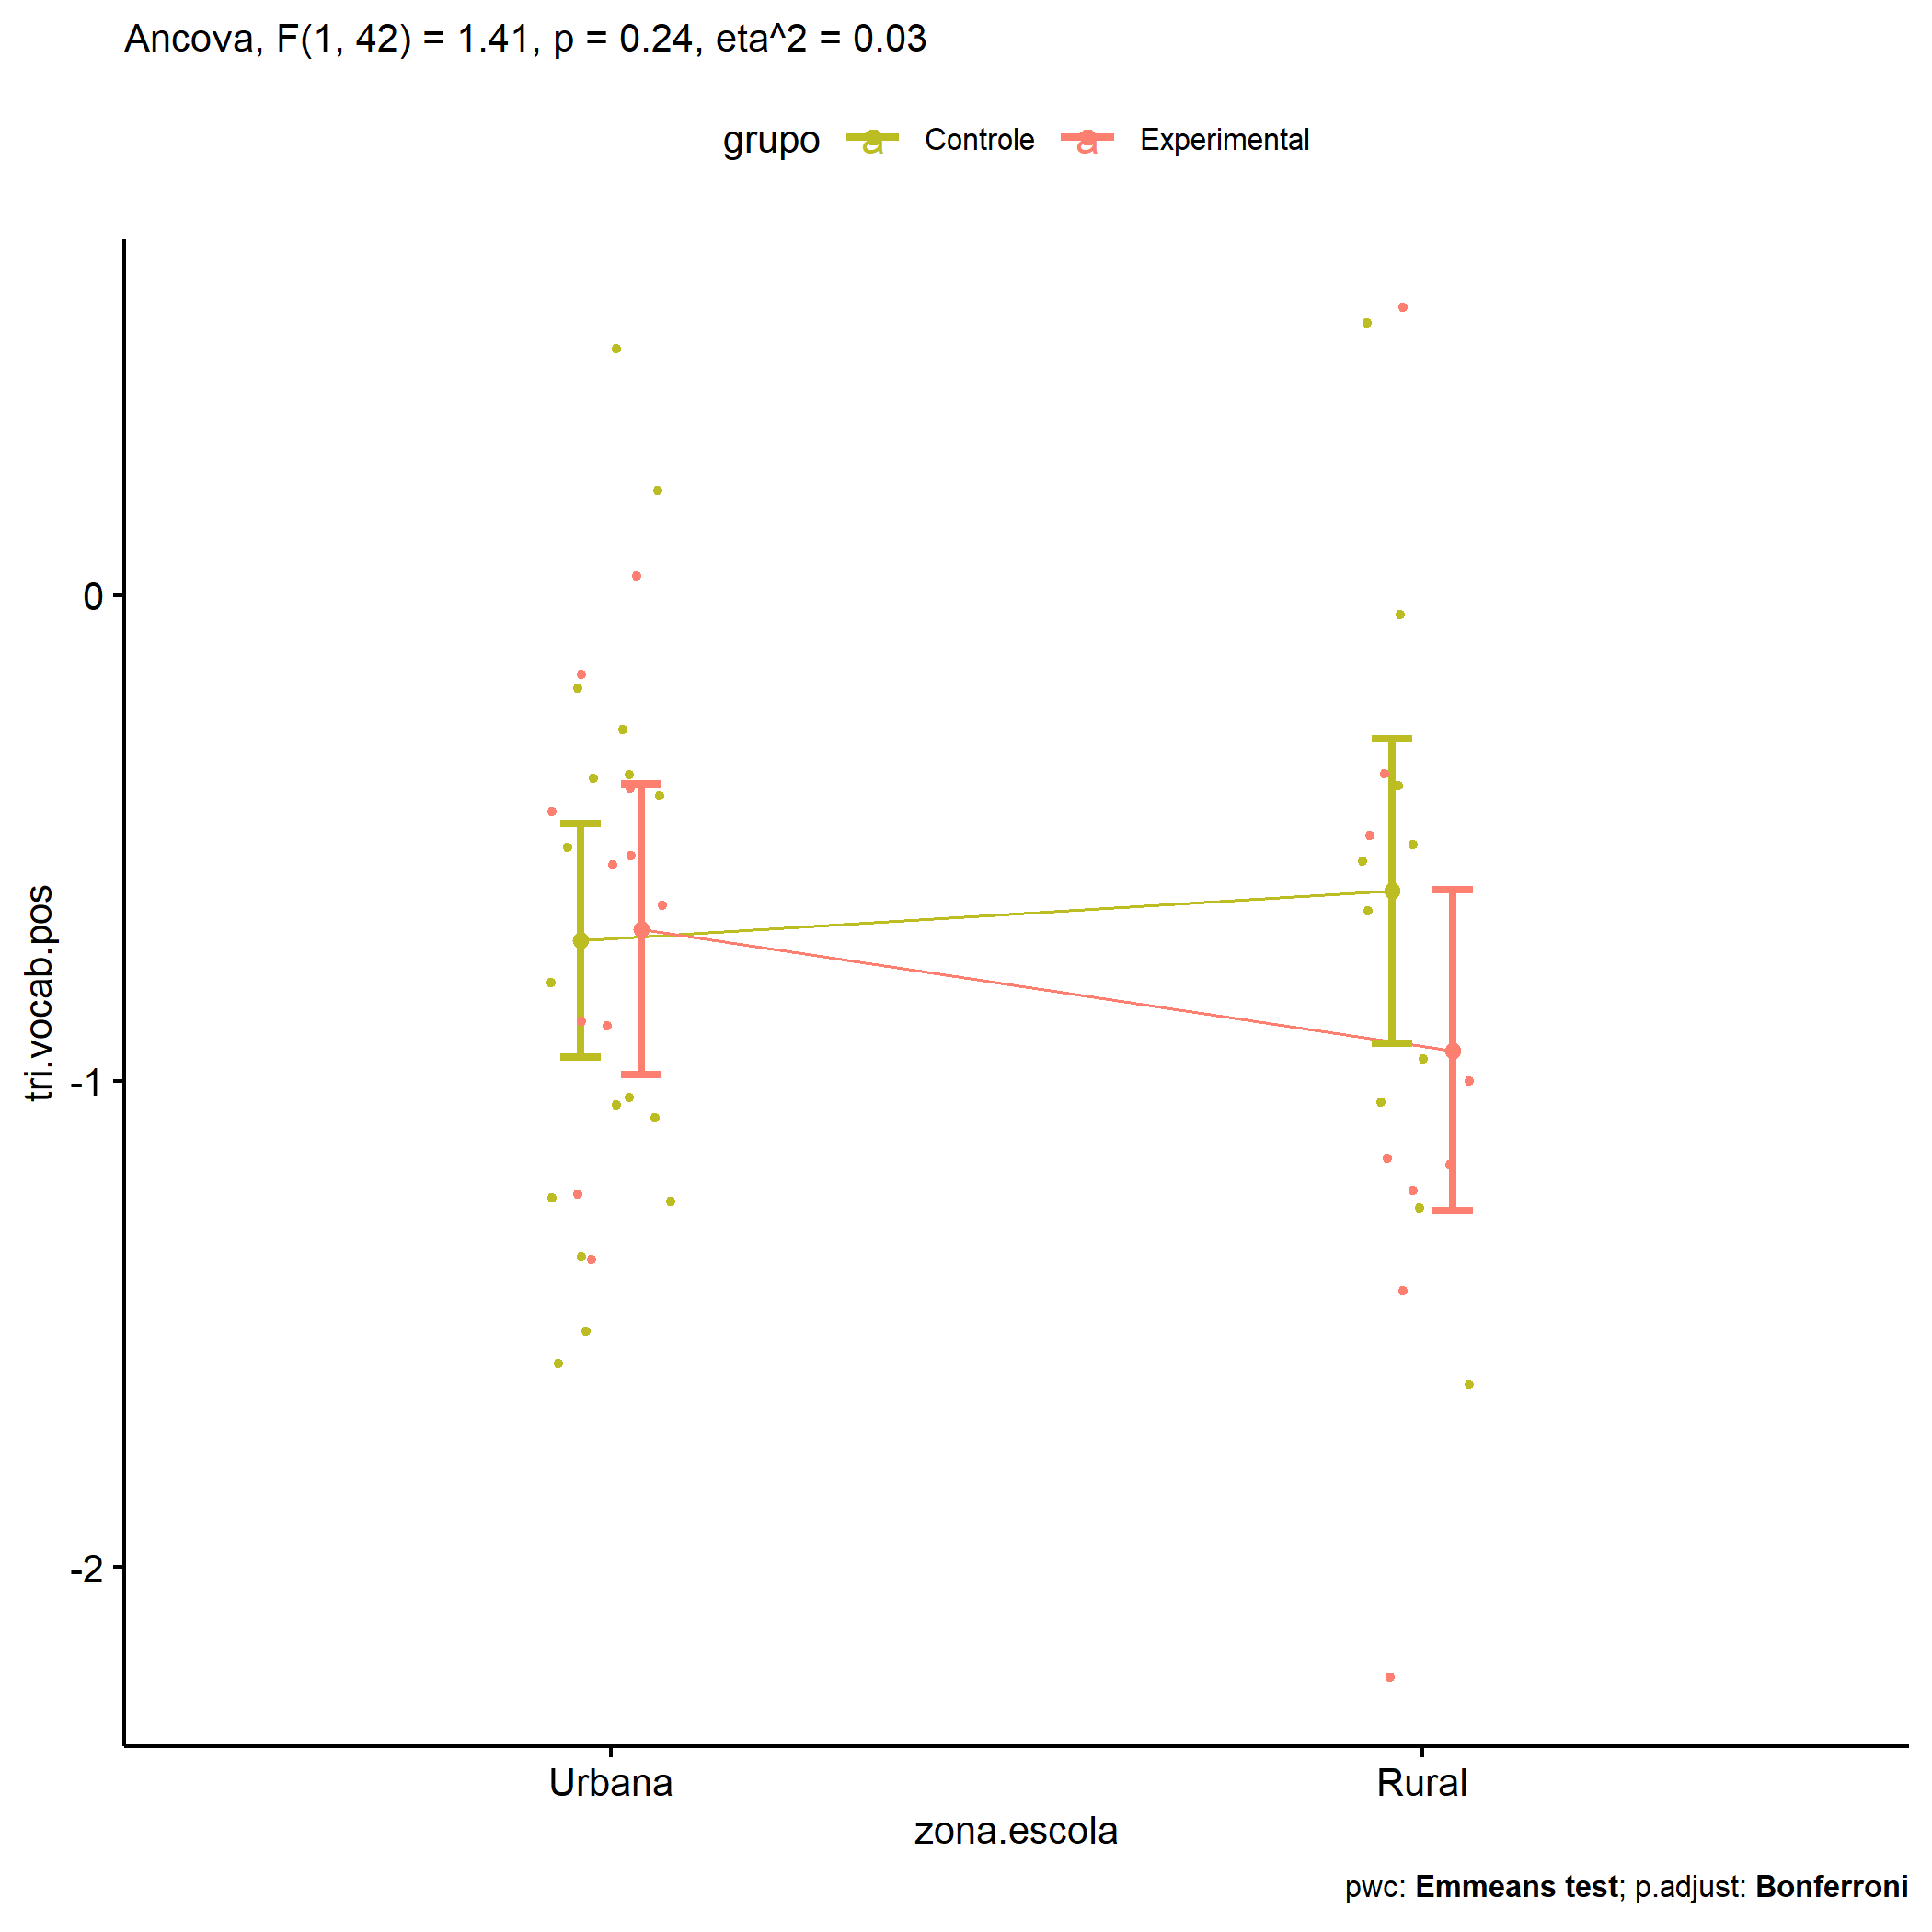 Ancova, F(1, 42) = 1.41, p = 0.24, eta^2 = 0.03
grupo a Controle a Experimental
tri.vocab.pos
0
-1
-2
Urbana Rural
zona.escola
pwc: Emmeans test; p.adjust: Bonferroni